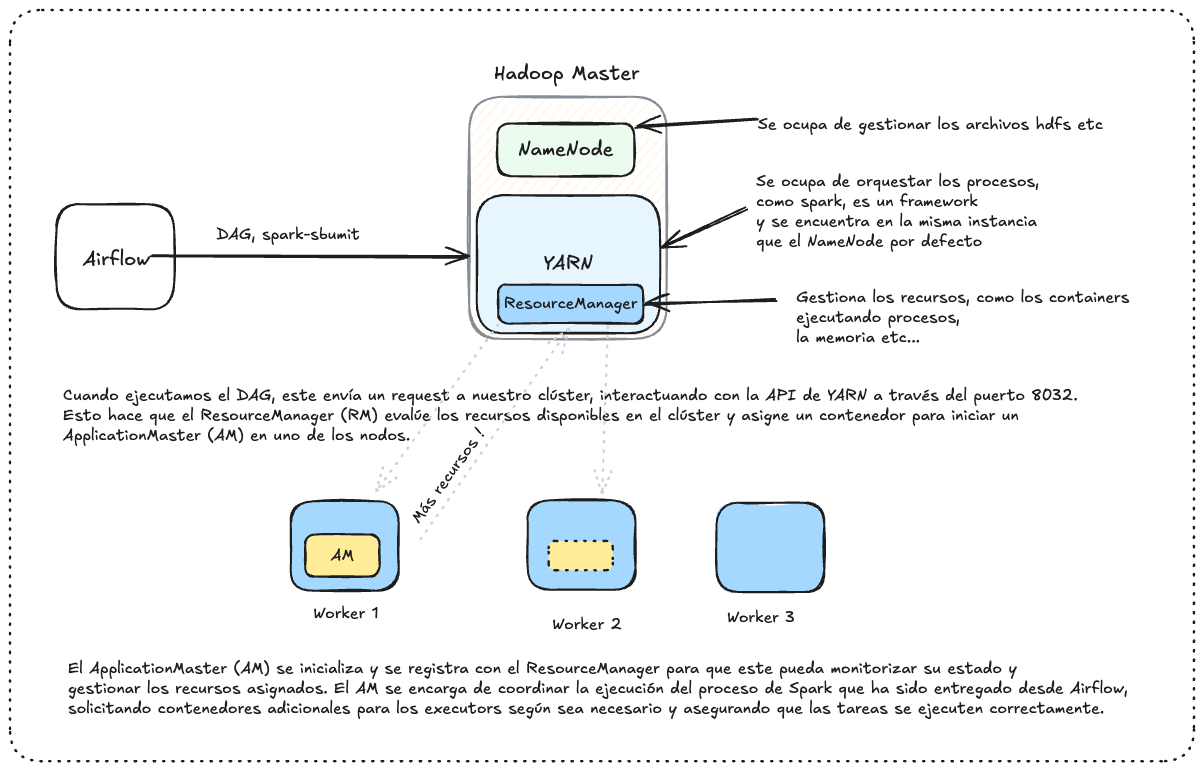 Hadoop Master
NameNode
Se ocupa de gestionar los archivos hdfs etc
Se ocupa de orquestar los procesos,
como spark, es un framework
y se encuentra en la misma instancia
que el NameNode por defecto
Airflow
DAG, spark-sbumit
YARN
ResourceManager
Gestiona los recursos, como los containers
ejecutando procesos,
la memoria etc...
Cuando ejecutamos el DAG, este envía un request a nuestro clúster, interactuando con la API de YARN a través del puerto 8032.
Esto hace que el ResourceManager (RM) evalúe los recursos disponibles en el clúster y asigne un contenedor para iniciar un
ApplicationMaster (AM) en uno de los nodos.
Más recursos !
AM
Worker 1
Worker 2
Worker 3
El ApplicationMaster (AM) se inicializa y se registra con el ResourceManager para que este pueda monitorizar su estado y
gestionar los recursos asignados. El AM se encarga de coordinar la ejecución del proceso de Spark que ha sido entregado desde Airflow,
solicitando contenedores adicionales para los executors según sea necesario y asegurando que las tareas se ejecuten correctamente.